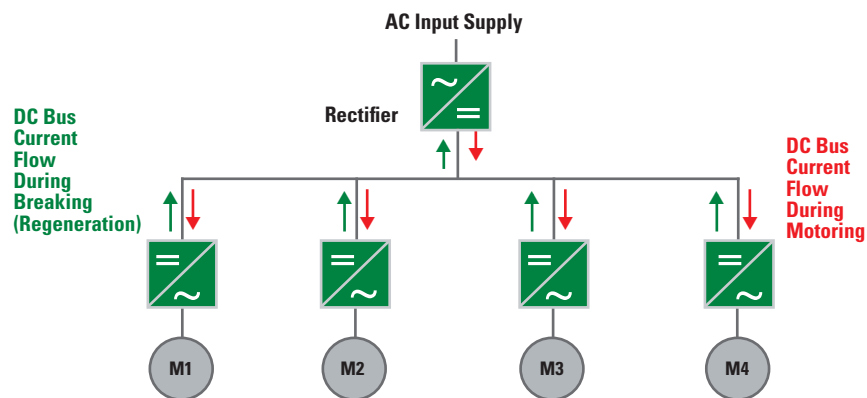 AC Input Supply
Rectifier
DC Bus
Current
Flow
During
Breaking
(Regeneration)
DC Bus
Current
Flow
During
Motoring
M1
M2
M3
M4